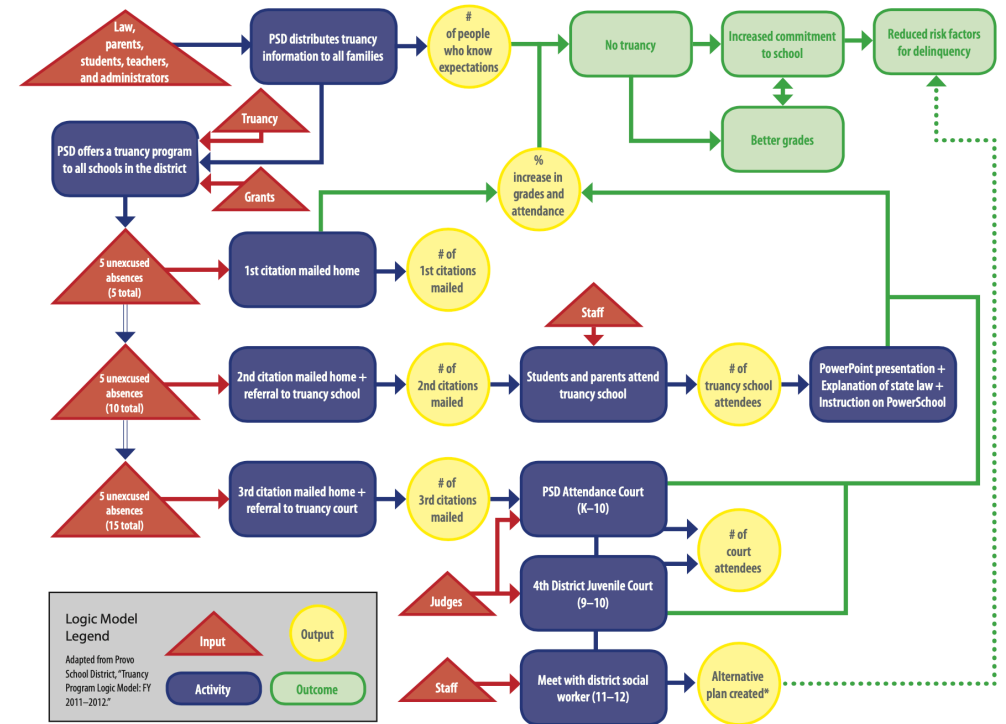 Law,
parents,
students, teachers,
and administrators
PSD distributes truancy
information to all families
#
of people
who know
expectations
No truancy
Increased commitment
to school
Reduced risk factors
for delinquency
Truancy
Better grades
PSD offers a truancy program
to all schools in the district
Grants
%
increase in
grades and
attendance
5 unexcused
absences
(5 total)
1st citation mailed home
# of
1st citations
mailed
Staff
5 unexcused
absences
(10 total)
2nd citation mailed home +
referral to truancy school
# of
2nd citations
mailed
Students and parents attend
truancy school
# of
truancy school
attendees
PowerPoint presentation +
Explanation of state law +
Instruction on PowerSchool
5 unexcused
absences
(15 total)
3rd citation mailed home +
referral to truancy court
# of
3rd citations
mailed
PSD Attendance Court
(K–10)
# of
court
attendees
Judges
4th District Juvenile Court
(9–10)
Staff
Meet with district social
worker (11–12)
Alternative
plan created*
Logic Model
Legend
Adapted from Provo
School District, "Truancy
Program Logic Model: FY
2011–2012."
Input
Output
Activity
Outcome